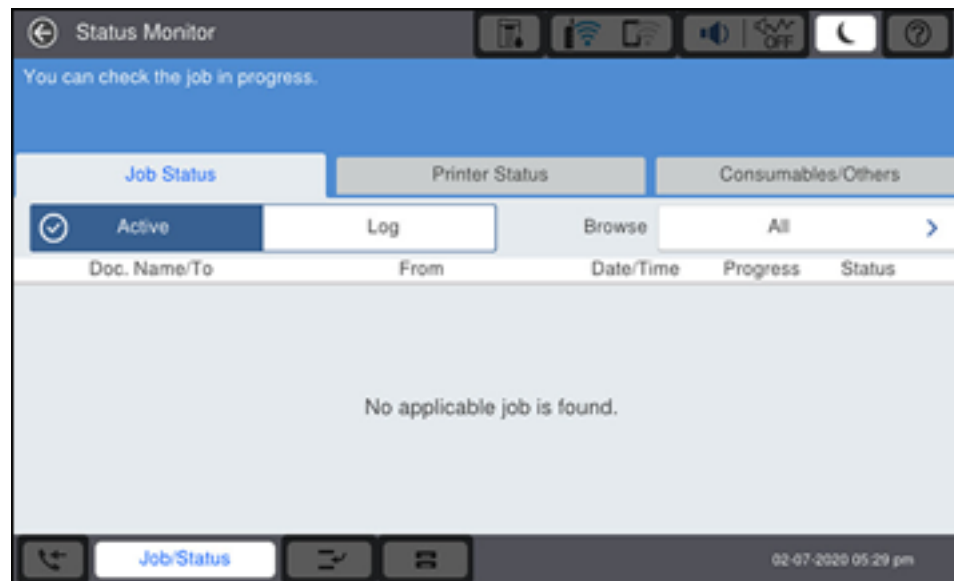 Status Monitor
OFF
You can check the job in progress.
Job Status Printer Status Consumables/Others
Active Log Browse All
Doc. Name/To From Date/Time Progress Status
No applicable job is found.
Job/Status 02-07-2020 05:29 pm